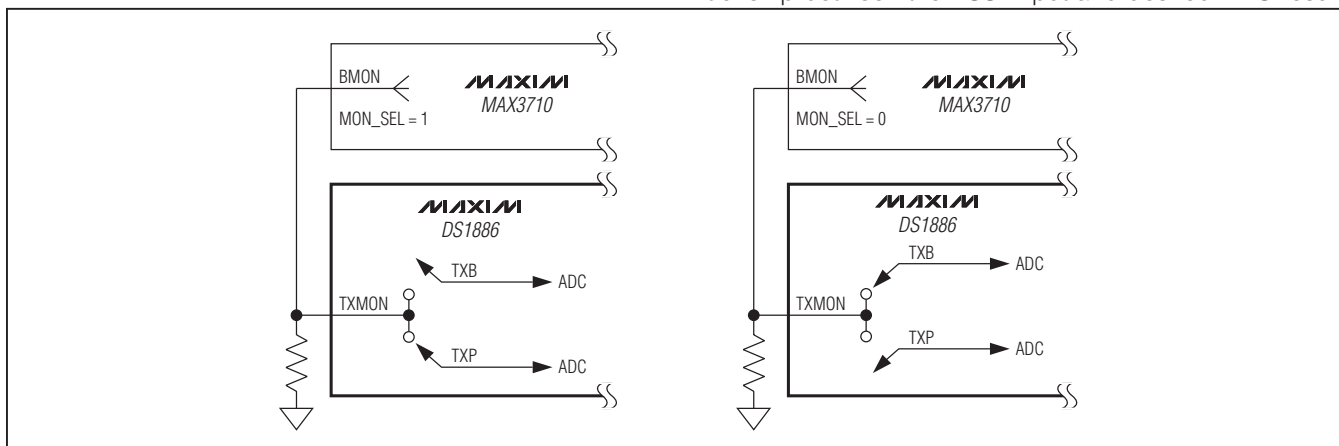 BMON
MAXIM
MAX3710
MON_SEL = 1
MAXIM
DS1886
TXB
ADC
TXMON
TXP
ADC
BMON
MAXIM
MAX3710
MON_SEL = 0
MAXIM
DS1886
TXB
ADC
TXMON
TXP
ADC